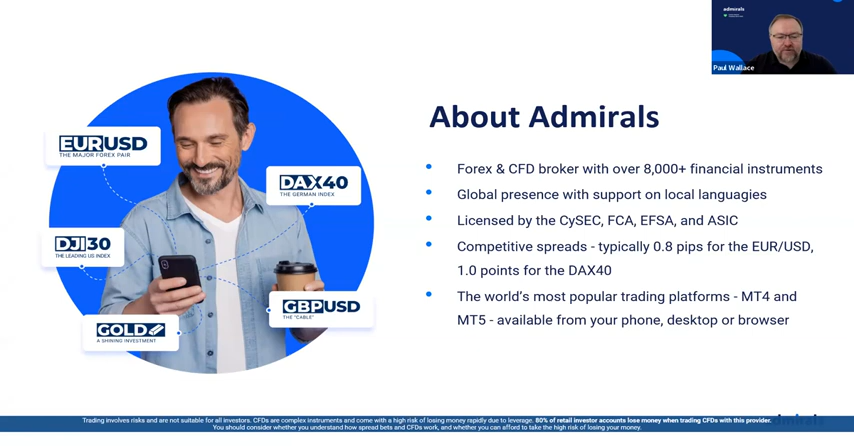 admirals
Paul Wallace
About Admirals
EURUSD
THE MAJOR FOREX PAIR
DAX40
THE GERMAN INDEX
DJI30
THE LEADING US INDEX
GBPUSD
THE "CABLE"
GOLD
A SHINING INVESTMENT
• Forex & CFD broker with over 8,000+ financial instruments
• Global presence with support on local languagies
• Licensed by the CySEC, FCA, EFSA, and ASIC
• Competitive spreads - typically 0.8 pips for the EUR/USD,
1.0 points for the DAX40
• The world's most popular trading platforms - MT4 and
MT5 - available from your phone, desktop or browser
Trading involves risks and are not suitable for all investors. CFDs are complex instruments and come with a high risk of losing money rapidly due to leverage. 80% of retail investor accounts lose money when trading CFDs with this provider.
You should consider whether you understand how spread bets and CFDs work, and whether you can afford to take the high risk of losing your money.
admirals